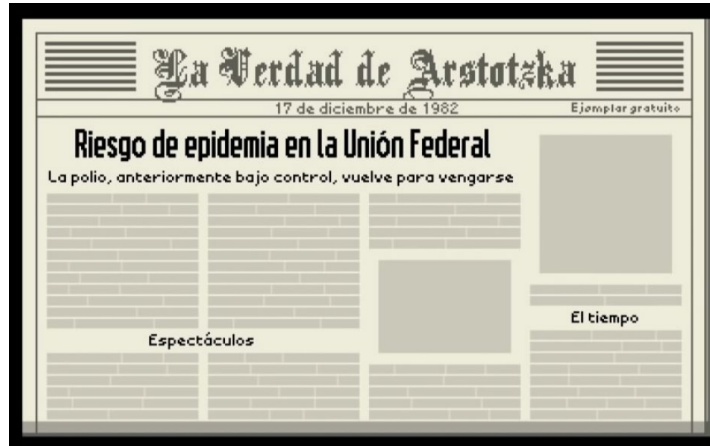 La Verdad de Arstotzka
17 de diciembre de 1982
Ejemplar gratuito
Riesgo de epidemia en la Unión Federal
La polio, anteriormente bajo control, vuelve para vengarse
El tiempo
Espectáculos